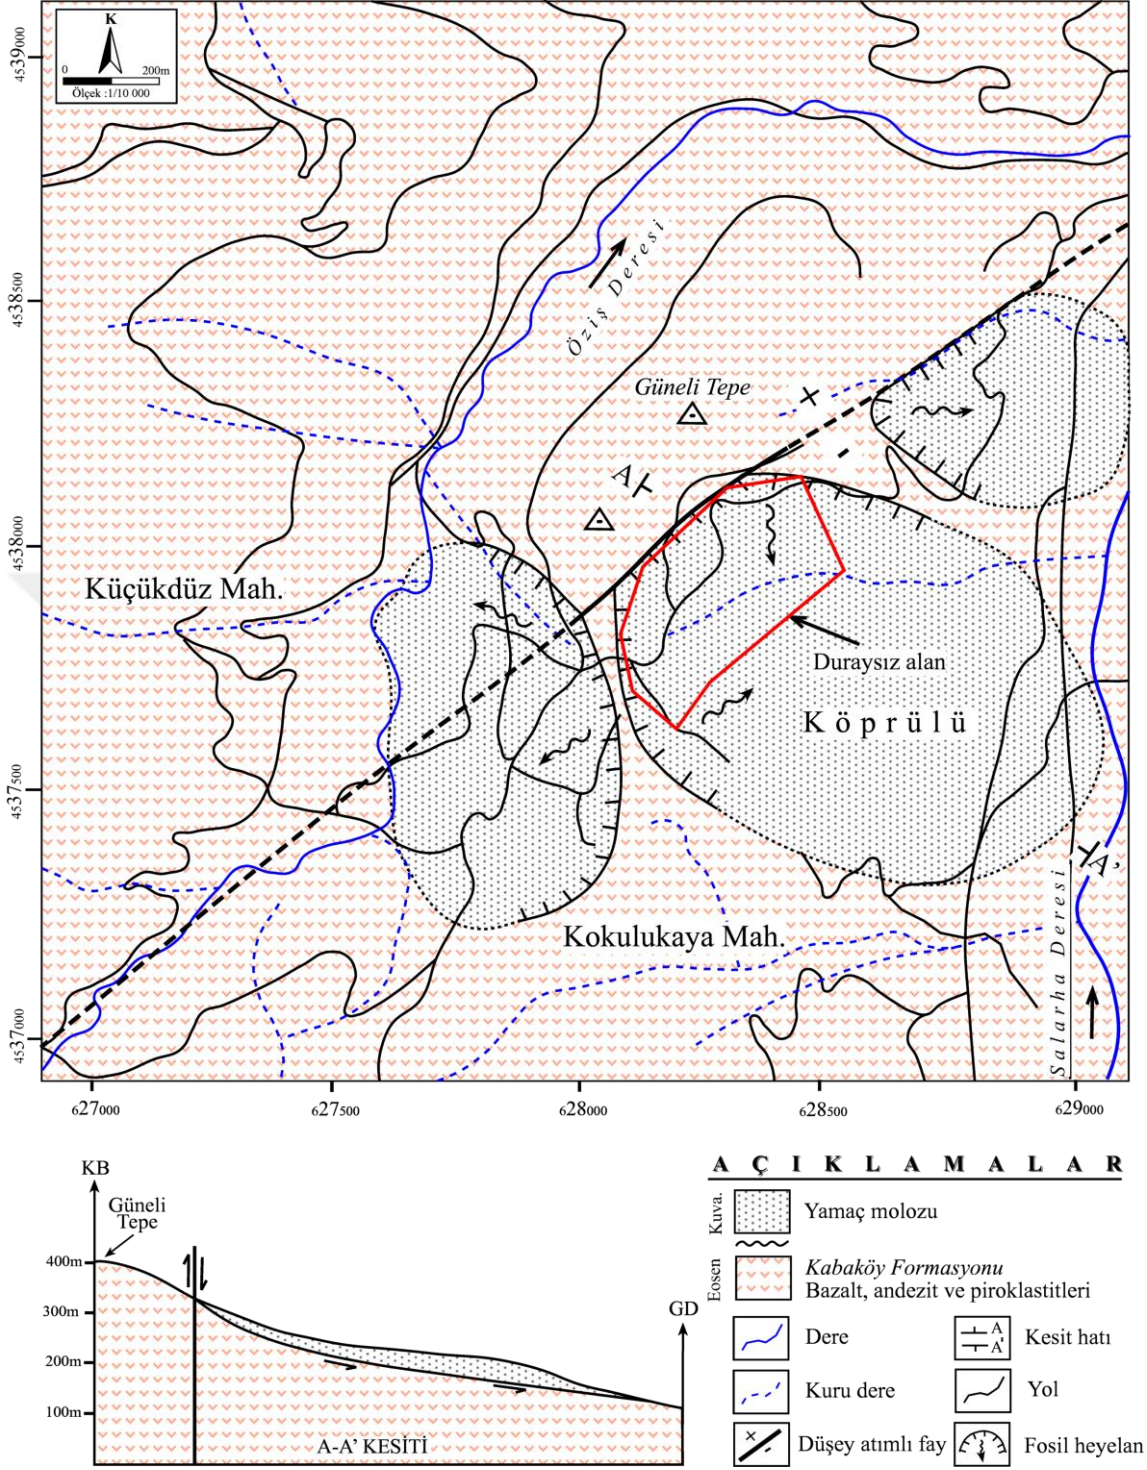 K
0 200m
Ölçek :1/10 000
4539000
4538500
4538000
4537500
4537000
Öziş Deresi
Güneli Tepe
A
Küçükdüz Mah.
Duraysız alan
Köprülü
A’
Kokulukaya Mah.
Salarha Deresi
627000 627500 628000 628500 629000
KB
Güneli
Tepe
400m
300m
200m
100m
GD
A-A’ KESİTİ
AÇIKLAMALAR
Kuva.
Yamaç molozu
Eosen
Kabaköy Formasyonu
Bazalt, andezit ve piroklastitleri
Dere
A
A'
Kesit hatı
Kuru dere
Yol
Düşey atımlı fay
Fosil heyelan